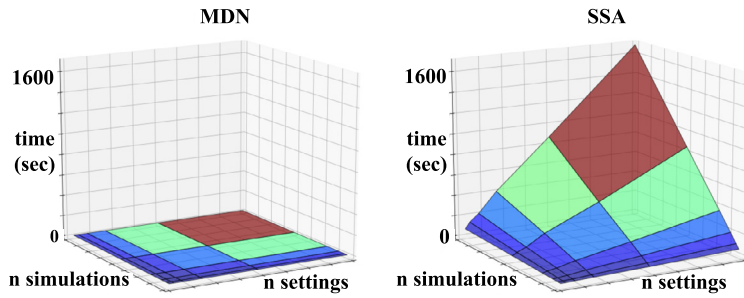 MDN
1600
time
(sec)
0
n simulations
n settings
SSA
1600
time
(sec)
0
n simulations
n settings